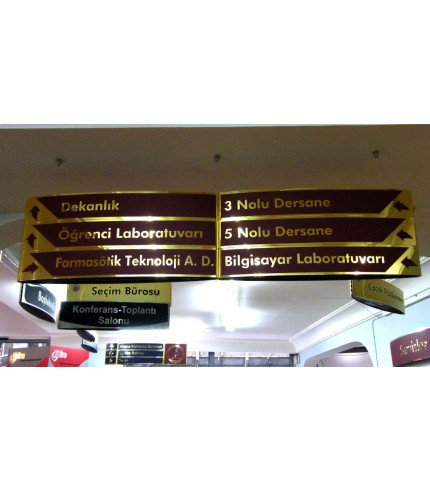 Dekanlık
Öğrenci Laboratuvarı
Farmasötik Teknoloji A. D.
3 Nolu Dersane
5 Nolu Dersane
Bilgisayar Laboratuvarı
Seçim Bürosu
Konferans-Toplantı
Salonu